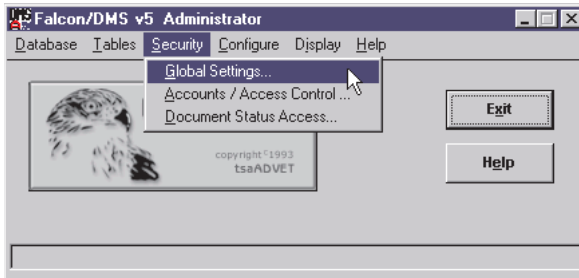 Falcon/DMS v5 Administrator
Database Tables Security Configure Display Help
Global Settings...
Accounts / Access Control ...
Document Status Access...
Exit
copyright ©1993
tsaADVET
Help